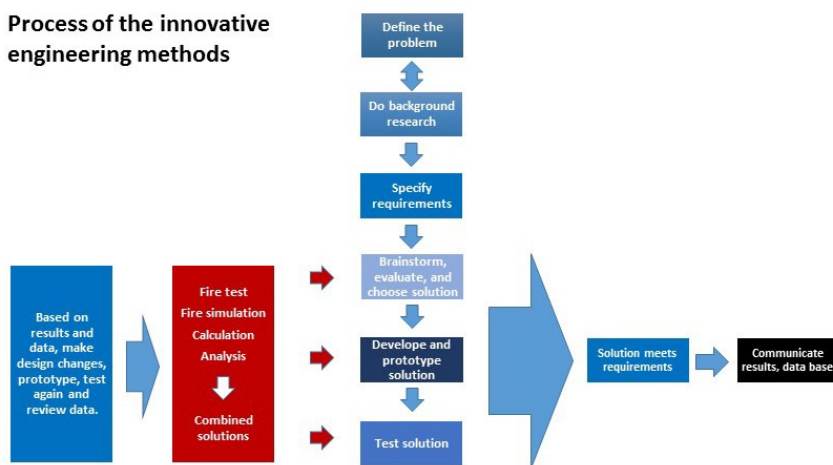 Process of the innovative
engineering methods
Define the
problem
Do background
research
Specify
requirements
Brainstorm,
evaluate, and
choose solution
Develope and
prototype
solution
Test solution
Based on
results and
data, make
design changes,
prototype, test
again and
review data.
Fire test
Fire simulation
Calculation
Analysis
Combined
solutions
Solution meets
requirements
Communicate
results, data base